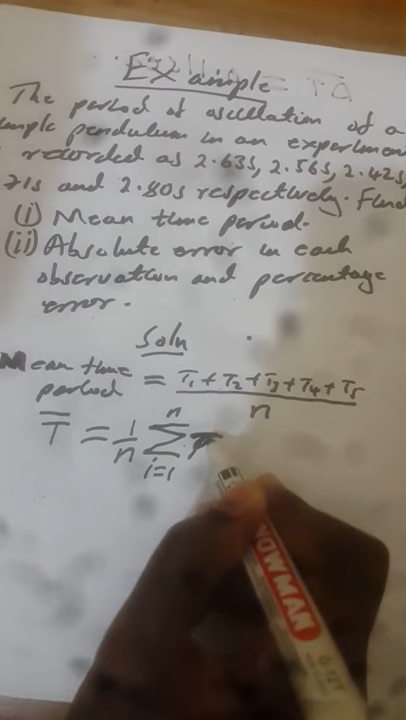 EXample
The period of oscillation of a
simple pendulum in an experiment
recorded as 2.63s, 2.56s, 2.42s,
71s and 2.80s respectively. Find
(i) Mean time period.
(ii) Absolute error in each
observation and percentage
error.
Soln
Mean time period = T₁ + T₂ + T₃ + T₄ + T₅ / n
T̿ = 1/n ∑ n i=1 T
SNOWMAN